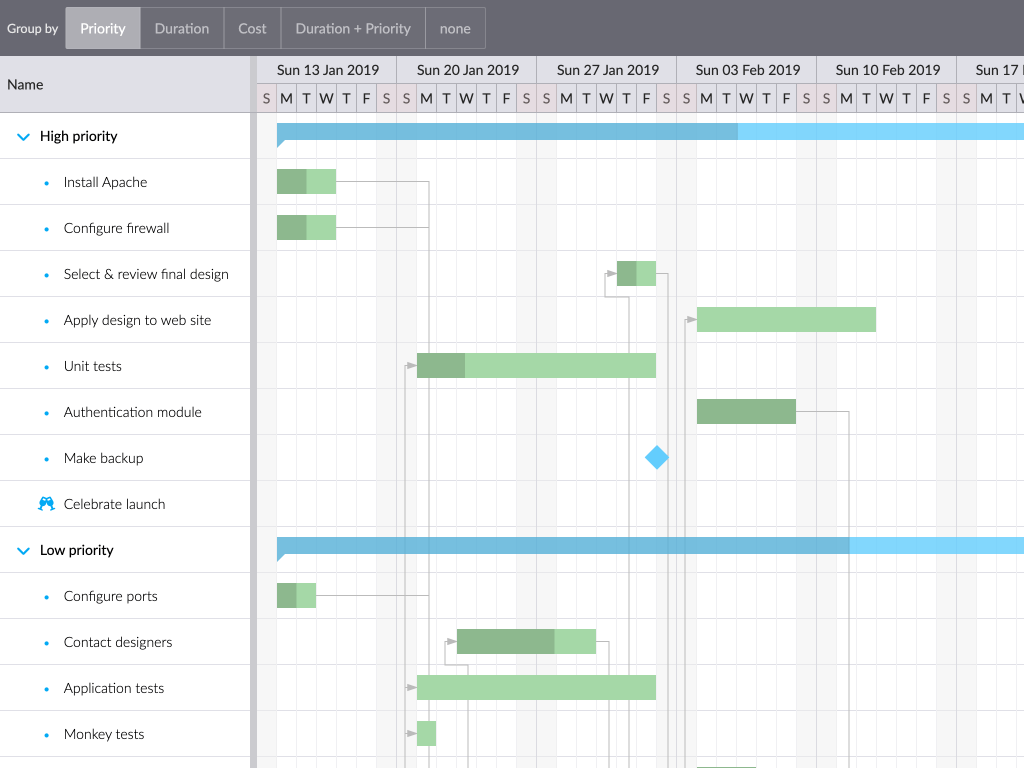 Group by Priority Duration Cost Duration + Priority none
Name Sun 13 Jan 2019 Sun 20 Jan 2019 Sun 27 Jan 2019 Sun 03 Feb 2019 Sun 10 Feb 2019 Sun 17
S M T W T F S S M T W T F S S M T W T F S S M T W T F S S M T W T F S S M T W
High priority
Install Apache
Configure firewall
Select & review final design
Apply design to web site
Unit tests
Authentication module
Make backup
Celebrate launch
Low priority
Configure ports
Contact designers
Application tests
Monkey tests